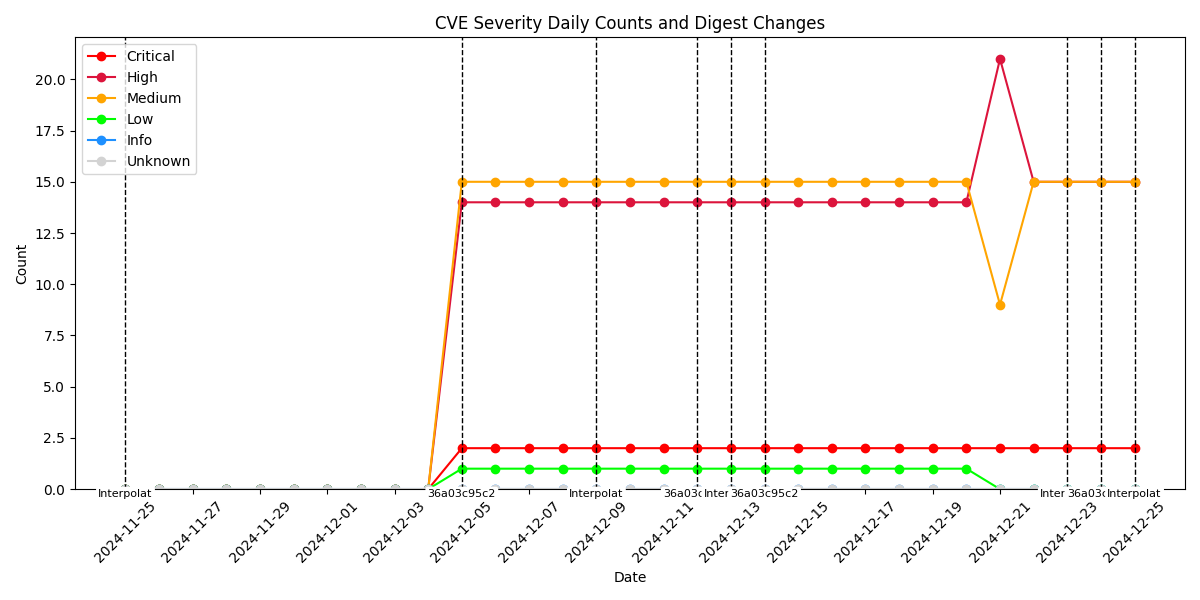 CVE Severity Daily Counts and Digest Changes
Critical
High
Medium
Low
Info
Unknown
Count
20.0
17.5
15.0
12.5
10.0
7.5
5.0
2.5
0.0
Interpolat
36a03c95c2
Interpolat
36a03c
Inter
36a03c95c2
Inter
36a03c
Interpolat
2024-11-25
2024-11-27
2024-11-29
2024-12-01
2024-12-03
2024-12-05
2024-12-07
2024-12-09
2024-12-11
2024-12-13
2024-12-15
2024-12-17
2024-12-19
2024-12-21
2024-12-23
2024-12-25
Date